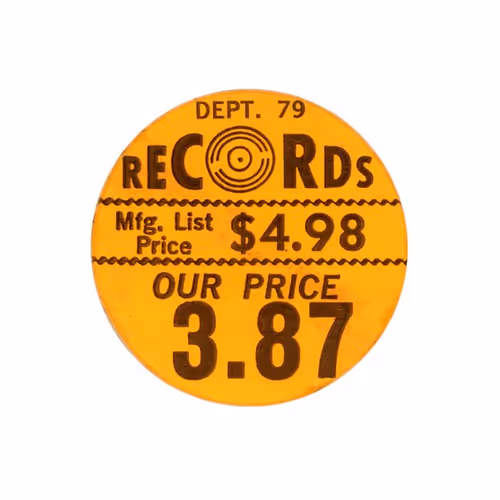 DEPT. 79
RECORDS
Mfg. List Price $4.98
OUR PRICE
3.87